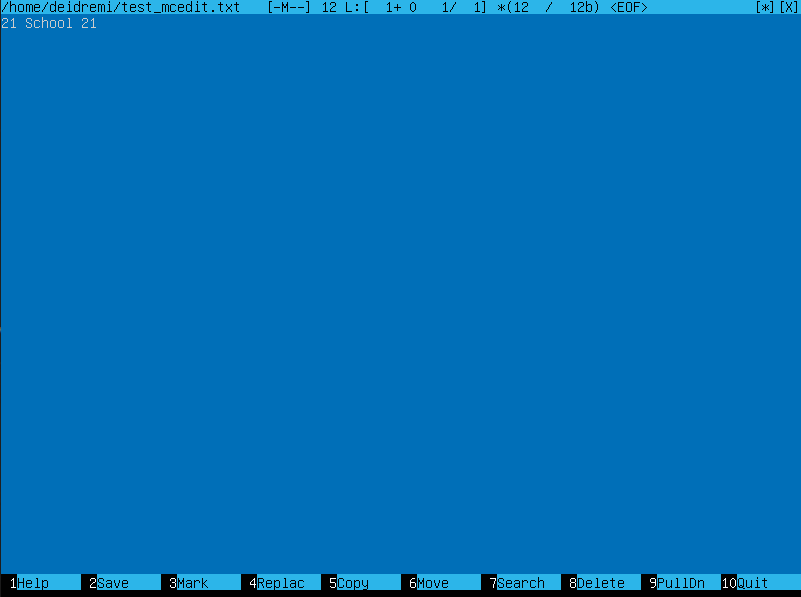 /home/deidremi/test_mcedit.txt   [-M--] 12 L:[  1+ 0   1/  1] *(12  /  12b) <EOF>   [*][X]
21 School 21
1Help 2Save 3Mark 4Replac 5Copy 6Move 7Search 8Delete 9PullDn 10Quit